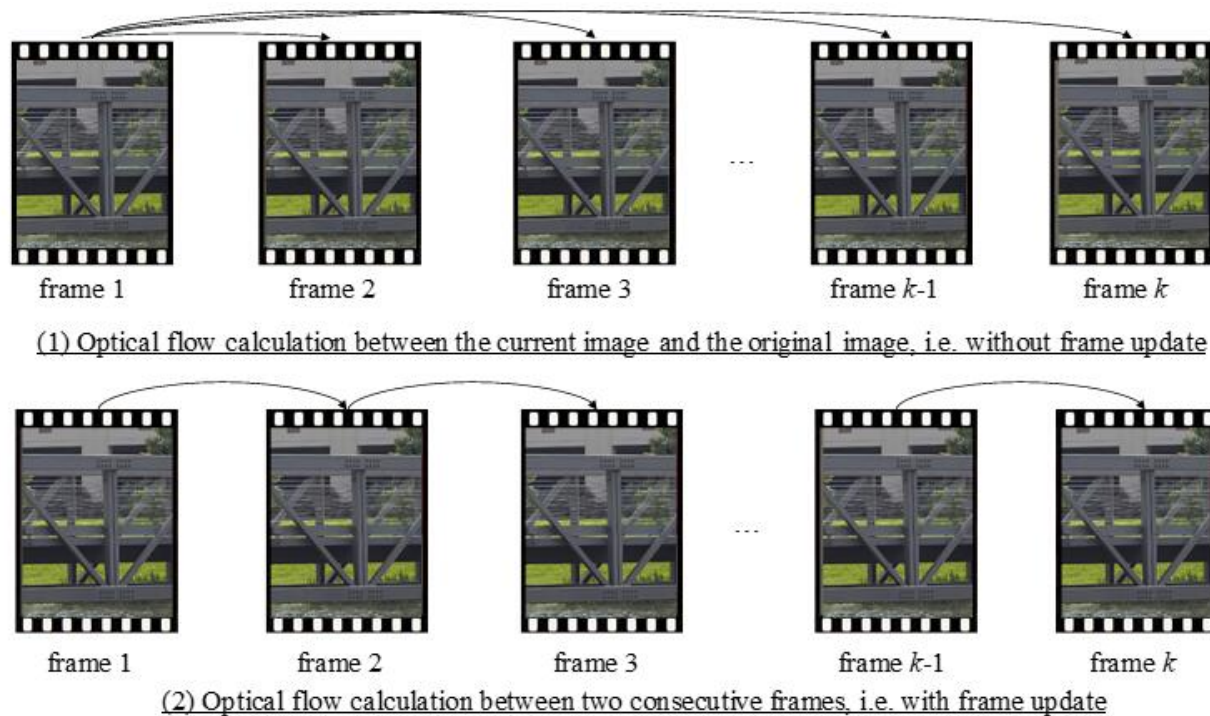 frame 1 frame 2 frame 3 ... frame k-1 frame k
(1) Optical flow calculation between the current image and the original image, i.e. without frame update
...
frame 1 frame 2 frame 3 frame k-1 frame k
(2) Optical flow calculation between two consecutive frames, i.e. with frame update